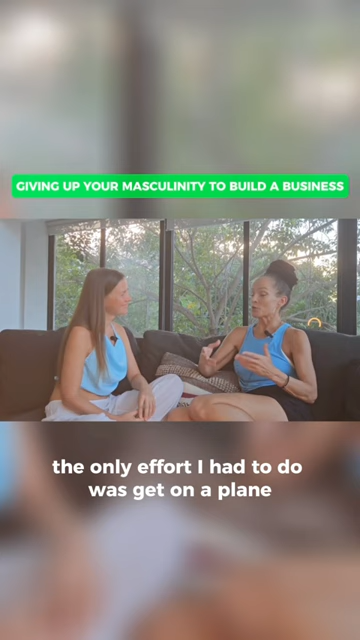 GIVING UP YOUR MASCULINITY TO BUILD A BUSINESS
the only effort I had to do
was get on a plane